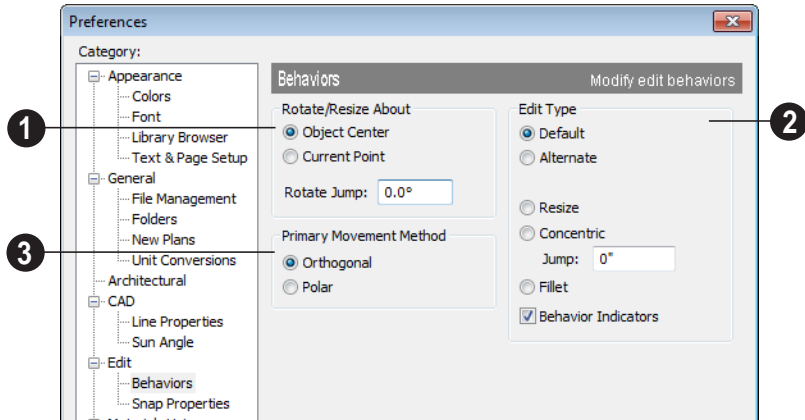 Preferences
Category:
Appearance
Colors
Font
Library Browser
Text & Page Setup
General
File Management
Folders
New Plans
Unit Conversions
Architectural
CAD
Line Properties
Sun Angle
Edit
Behaviors
Snap Properties
Behaviors
Modify edit behaviors
Rotate/Resize About
Object Center
Current Point
Rotate Jump: 0.0°
Primary Movement Method
Orthogonal
Polar
Edit Type
Default
Alternate
Resize
Concentric
Jump: 0"
Fillet
Behavior Indicators
1
2
3